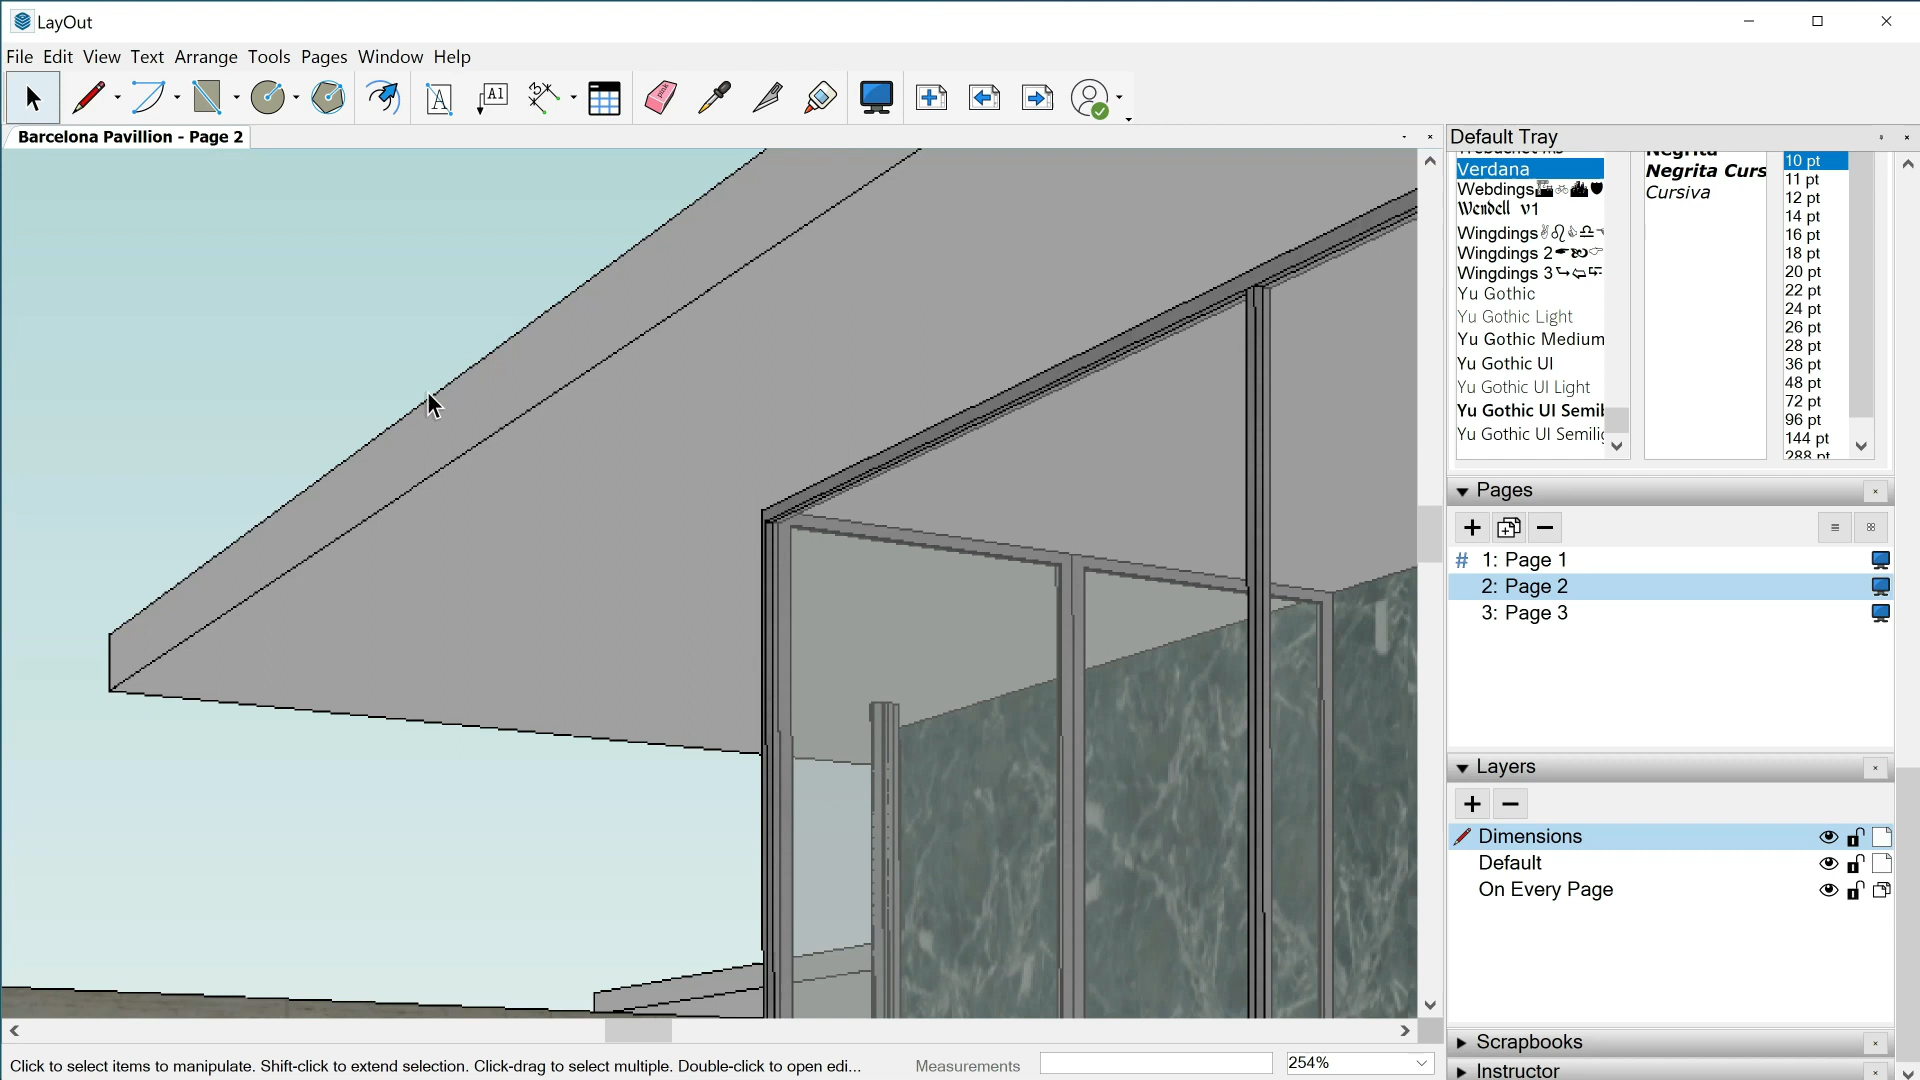 LayOut
File Edit View Text Arrange Tools Pages Window Help
A1
Barcelona Pavillion - Page 2
Default Tray
Verdana
Webdings
Wendell v1
Wingdings
Wingdings 2
Wingdings 3
Yu Gothic
Yu Gothic Light
Yu Gothic Medium
Yu Gothic UI
Yu Gothic UI Light
Yu Gothic UI Semil
Yu Gothic UI Semilig
Negrita
Negrita Curs
Cursiva
10 pt
11 pt
12 pt
14 pt
16 pt
18 pt
20 pt
22 pt
24 pt
26 pt
28 pt
36 pt
48 pt
72 pt
96 pt
144 pt
288 pt
Pages
# 1: Page 1
2: Page 2
3: Page 3
Layers
Dimensions
Default
On Every Page
Scrapbooks
Instructor
Click to select items to manipulate. Shift-click to extend selection. Click-drag to select multiple. Double-click to open edi...
Measurements
254%